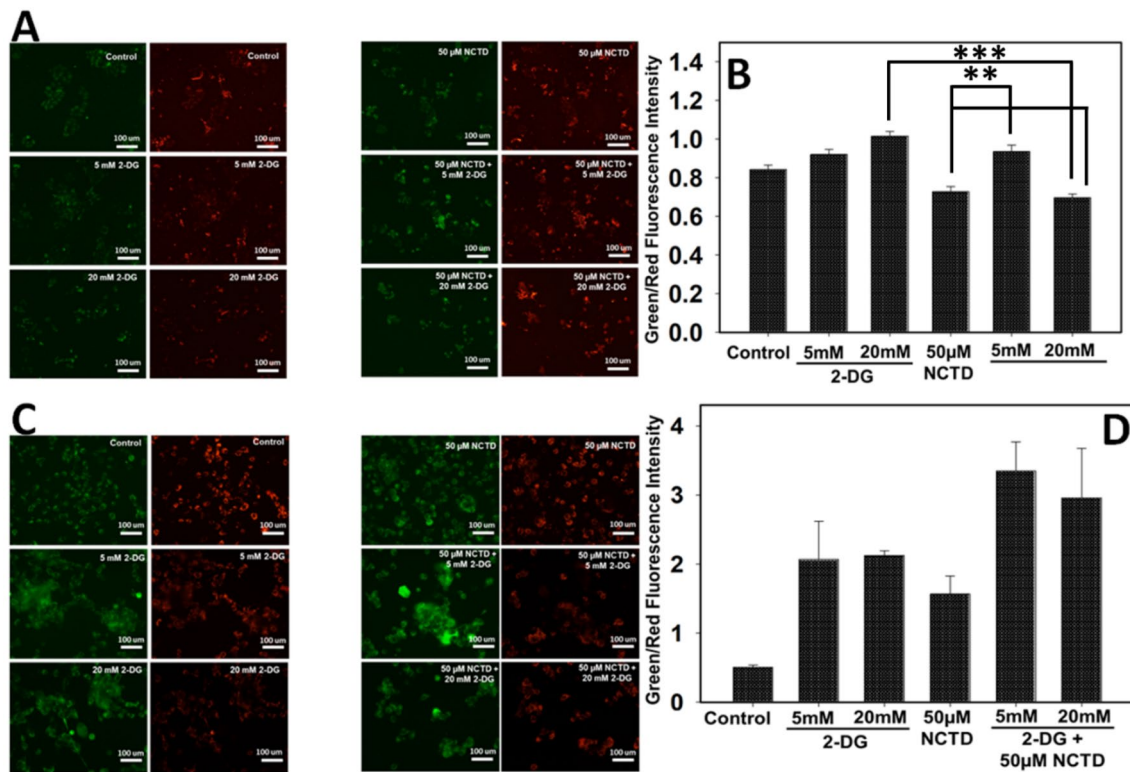 A
Control
Control
100 um
100 um
5 mM 2-DG
5 mM 2-DG
100 um
100 um
20 mM 2-DG
20 mM 2-DG
100 um
100 um
50 µM NCTD
50 µM NCTD
100 um
100 um
50 µM NCTD +
5 mM 2-DG
50 µM NCTD +
5 mM 2-DG
100 um
100 um
50 µM NCTD +
20 mM 2-DG
50 µM NCTD +
20 mM 2-DG
100 um
100 um
B
Green/Red Fluorescence Intensity
1.4
1.2
1.0
0.8
0.6
0.4
0.2
0.0
***
**
Control
5mM
20mM
50µM
5mM
20mM
2-DG
NCTD
C
Control
Control
100 um
100 um
5 mM 2-DG
5 mM 2-DG
100 um
100 um
20 mM 2-DG
20 mM 2-DG
100 um
100 um
50 µM NCTD
50 µM NCTD
100 um
100 um
50 µM NCTD +
5 mM 2-DG
50 µM NCTD +
5 mM 2-DG
100 um
100 um
50 µM NCTD +
20 mM 2-DG
50 µM NCTD +
20 mM 2-DG
100 um
100 um
D
Green/Red Fluorescence Intensity
4
3
2
1
0
Control
5mM
20mM
50µM
5mM
20mM
2-DG
NCTD
2-DG +
50µM NCTD